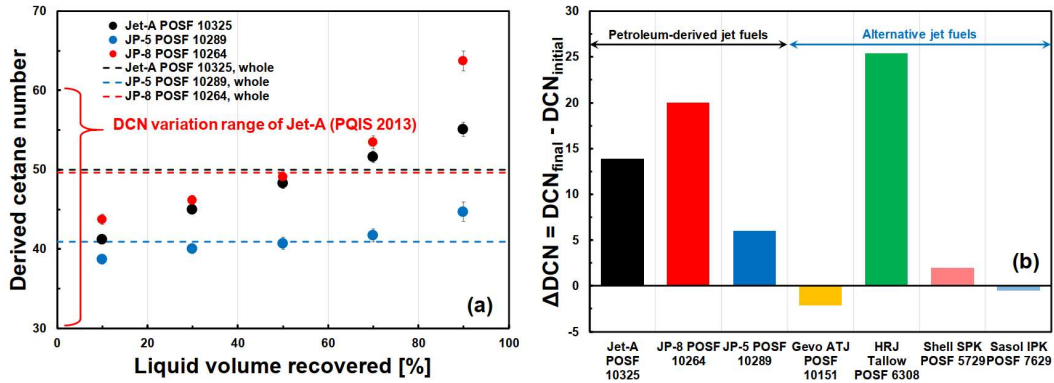 Derived cetane number
70
60
50
40
30
Jet-A POSF 10325
JP-5 POSF 10289
JP-8 POSF 10264
Jet-A POSF 10325, whole
JP-5 POSF 10289, whole
JP-8 POSF 10264, whole
DCN variation range of Jet-A (PQIS 2013)
(a)
0 20 40 60 80 100
Liquid volume recovered [%]
ΔDCN = DCNfinal - DCNinitial
30
25
20
15
10
5
0
-5
Petroleum-derived jet fuels
Alternative jet fuels
(b)
Jet-A
POSF
10325
JP-8 POSF
10264
JP-5 POSF
10289
Gevo ATJ
POSF
10151
HRJ
Tallow
POSF 6308
Shell SPK
POSF 5729
Sasol IPK
POSF 7629